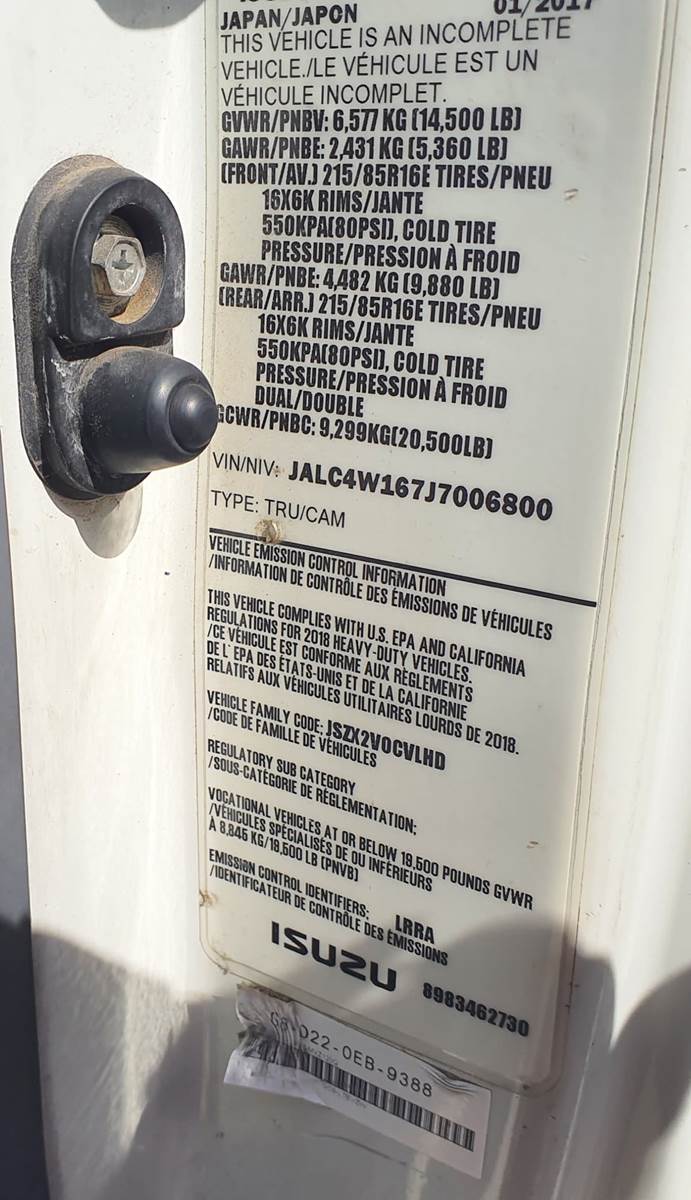 JAPAN/JAPON 01/2017
THIS VEHICLE IS AN INCOMPLETE
VEHICLE./LE VÉHICULE EST UN
VÉHICULE INCOMPLET.
GVWR/PNBV: 6,577 KG (14,500 LB)
GAWR/PNBE: 2,431 KG (5,360 LB)
(FRONT/AV.) 215/85R16E TIRES/PNEU
16X6K RIMS/JANTE
550KPA(80PSI), COLD TIRE
PRESSURE/PRESSION À FROID
GAWR/PNBE: 4,482 KG (9,880 LB)
(REAR/ARR.) 215/85R16E TIRES/PNEU
16X6K RIMS/JANTE
550KPA(80PSI), COLD TIRE
PRESSURE/PRESSION À FROID
DUAL/DOUBLE
GCWR/PNBC: 9,299KG(20,500LB)
VIN/NIV: JALC4W167J7006800
TYPE: TRU/CAM
VEHICLE EMISSION CONTROL INFORMATION
/INFORMATION DE CONTRÔLE DES ÉMISSIONS DE VÉHICULES
THIS VEHICLE COMPLIES WITH U.S. EPA AND CALIFORNIA
REGULATIONS FOR 2018 HEAVY-DUTY VEHICLES.
/CE VÉHICULE EST CONFORME AUX RÈGLEMENTS
DE L' EPA DES ÉTATS-UNIS ET DE LA CALIFORNIE
RELATIFS AUX VÉHICULES UTILITAIRES LOURDS DE 2018.
VEHICLE FAMILY CODE: JSZX2VOCVLHD
/CODE DE FAMILLE DE VÉHICULES
REGULATORY SUB CATEGORY
/SOUS-CATÉGORIE DE RÉGLEMENTATION:
VOCATIONAL VEHICLES AT OR BELOW 19,500 POUNDS GVWR
/VÉHICULES SPÉCIALISÉS DE OU INFÉRIEURS
À 8,845 KG/19,500 LB (PNVB)
EMISSION CONTROL IDENTIFIERS: LRRA
/IDENTIFICATEUR DE CONTRÔLE DES ÉMISSIONS
ISUZU 8983462730
D22-0EB-9388